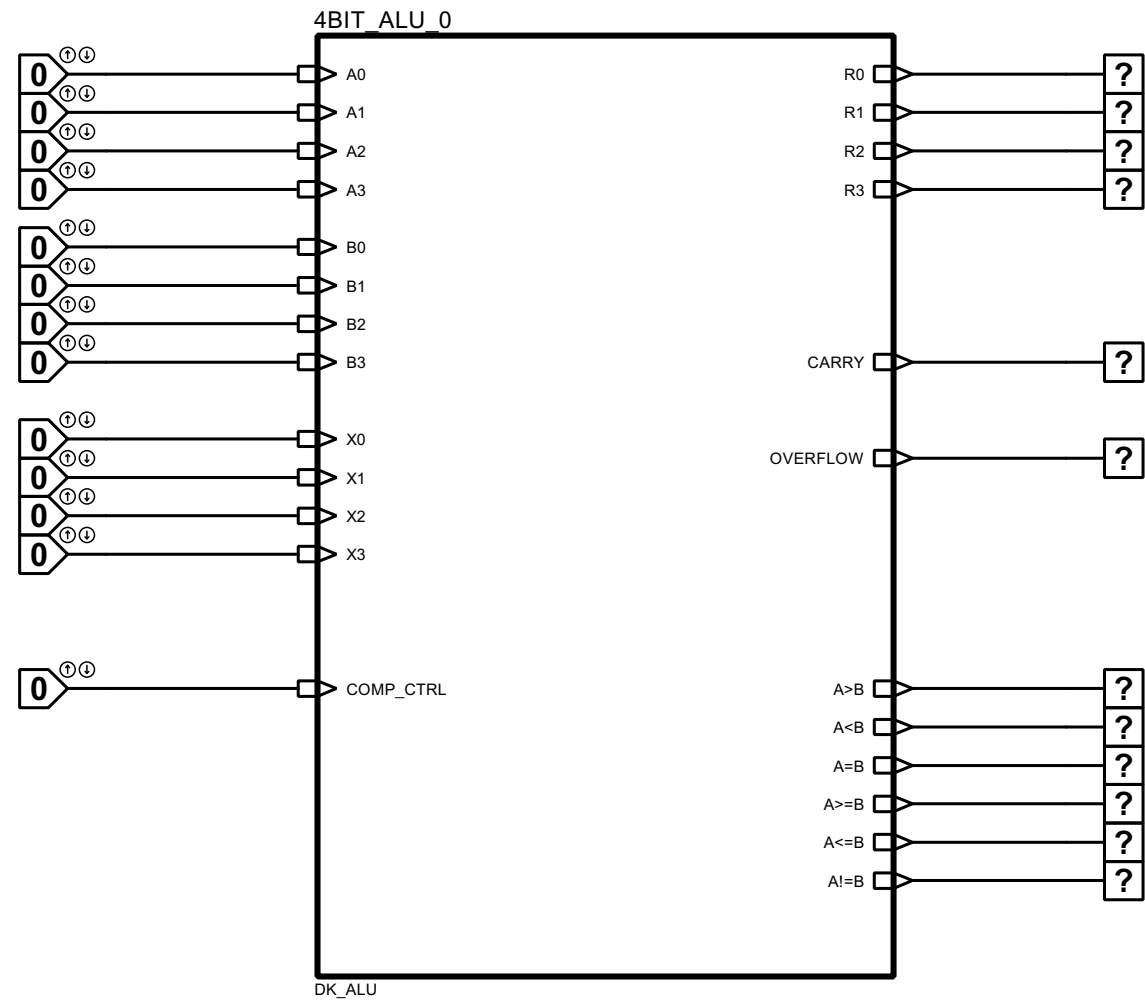 4BIT_ALU_0
0 A0 R0 ?
0 A1 R1 ?
0 A2 R2 ?
0 A3 R3 ?
0 B0
0 B1
0 B2
0 B3 CARRY ?
0 X0
OVERFLOW ?
0 X1
0 X2
0 X3
0 COMP_CTRL A>B ?
A<B ?
A=B ?
A>=B ?
A<=B ?
A!=B ?
DK_ALU